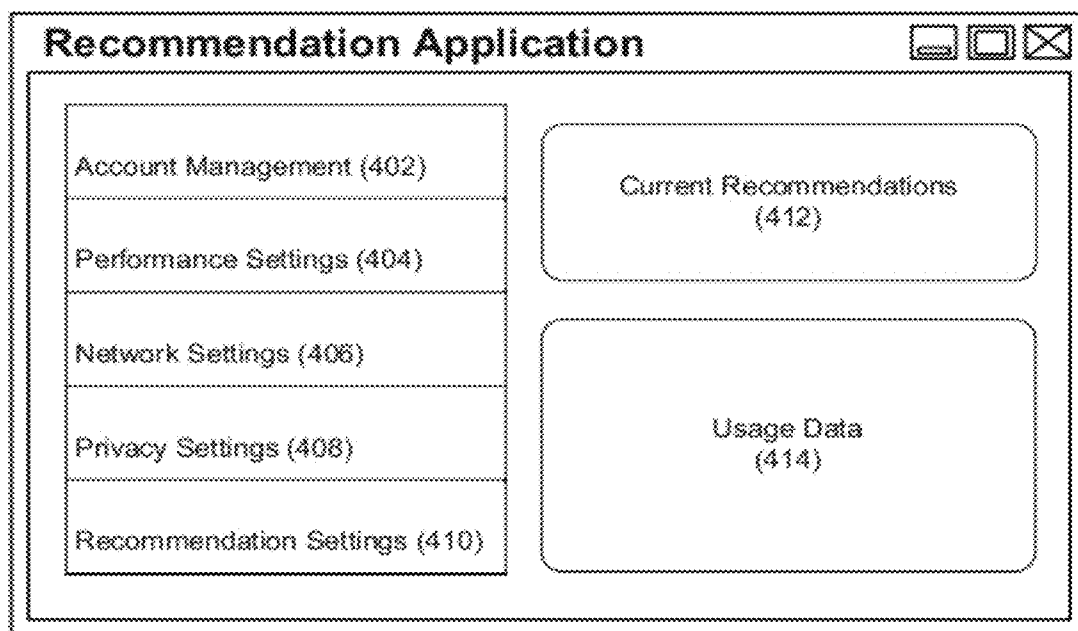 Recommendation Application
Account Management (402)
Performance Settings (404)
Network Settings (406)
Privacy Settings (408)
Recommendation Settings (410)
Current Recommendations
(412)
Usage Data
(414)